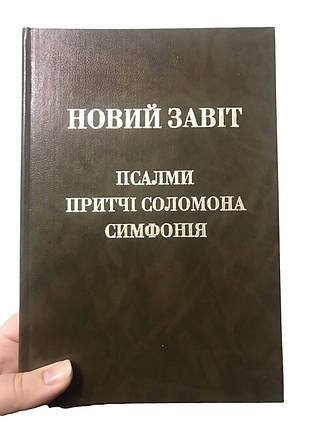 НОВИЙ ЗАВІТ
ПСАЛМИ
ПРИТЧІ СОЛОМОНА
СИМФОНІЯ